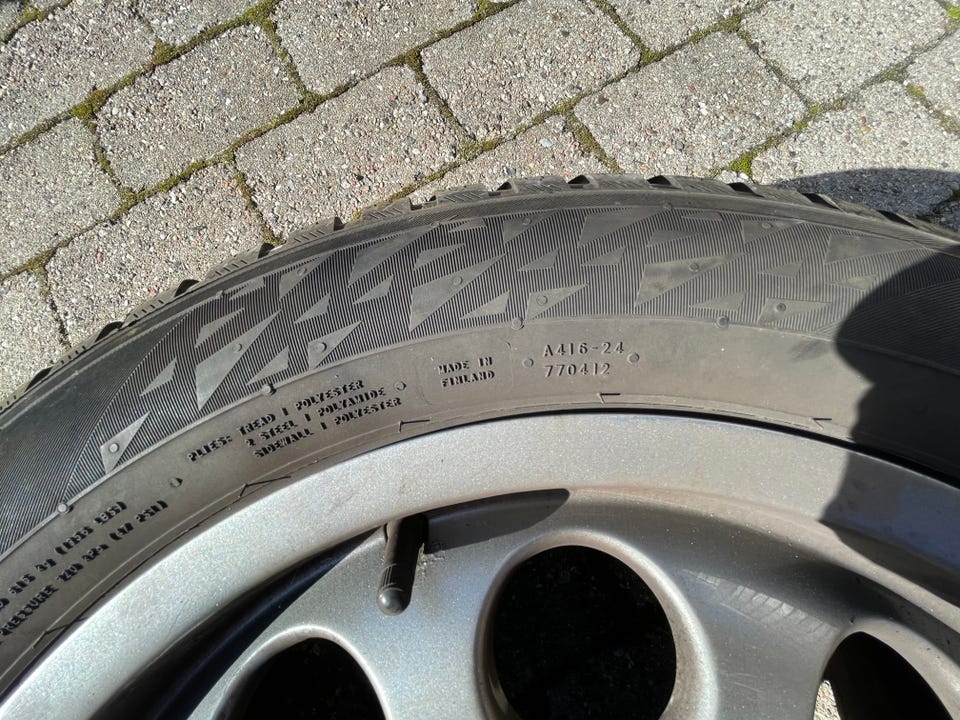 PLIES: TREAD 1 POLYESTER
2 STEEL 1 POLYAMIDE
SIDEWALL 1 POLYESTER
MADE IN
FINLAND
A416-24
770412